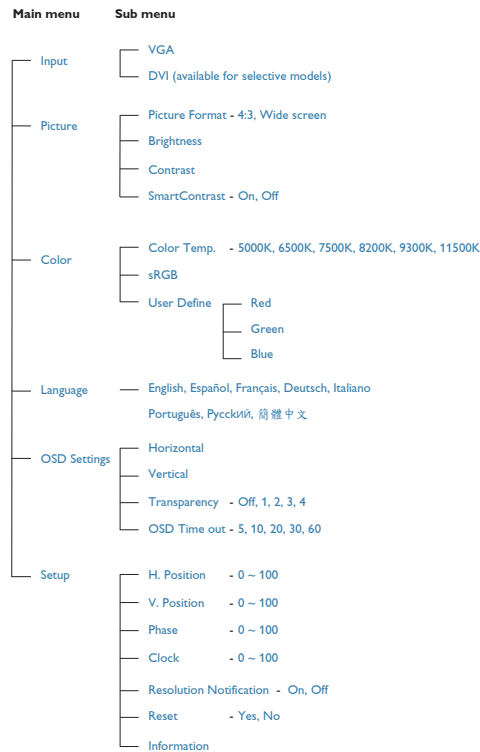 Main menu Sub menu
Input
VGA
DVI (available for selective models)
Picture
Picture Format - 4:3, Wide screen
Brightness
Contrast
SmartContrast - On, Off
Color
Color Temp. - 5000K, 6500K, 7500K, 8200K, 9300K, 11500K
sRGB
User Define
Red
Green
Blue
Language
English, Español, Français, Deutsch, Italiano
Português, Русский, 简體中文
OSD Settings
Horizontal
Vertical
Transparency - Off, 1, 2, 3, 4
OSD Time out - 5, 10, 20, 30, 60
Setup
H. Position - 0 ~ 100
V. Position - 0 ~ 100
Phase - 0 ~ 100
Clock - 0 ~ 100
Resolution Notification - On, Off
Reset - Yes, No
Information